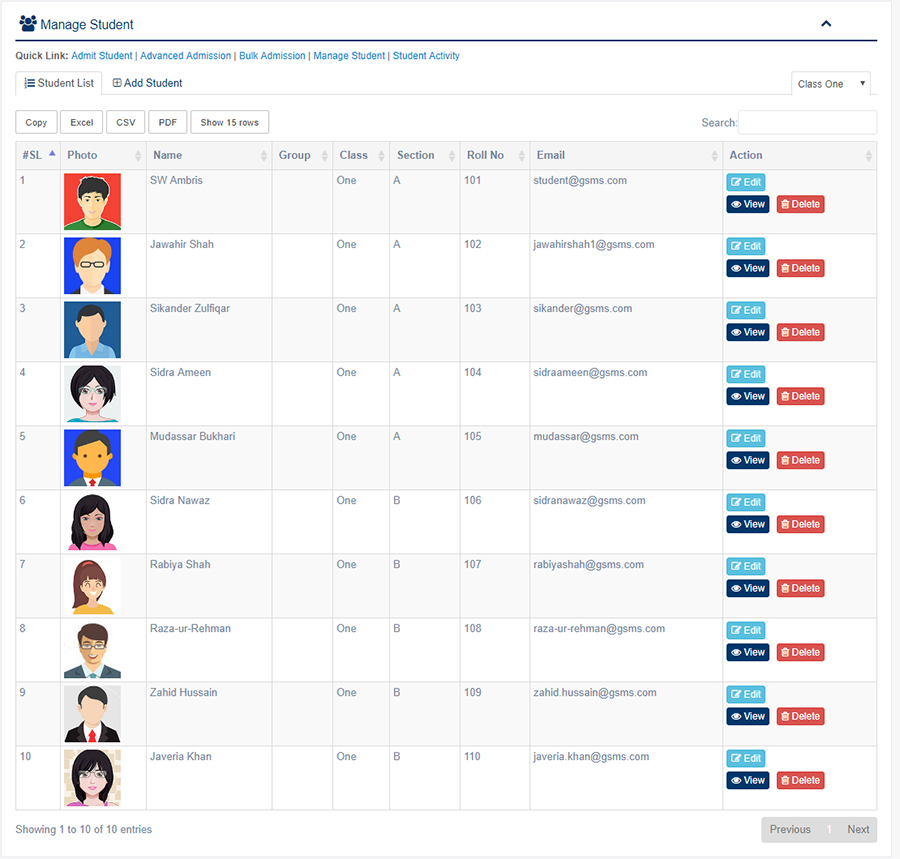 Manage Student
Quick Link: Admit Student | Advanced Admission | Bulk Admission | Manage Student | Student Activity
Student List Add Student Class One
Copy Excel CSV PDF Show 15 rows Search:
#SL Photo Name Group Class Section Roll No Email Action
1 SW Ambris One A 101 student@gsms.com Edit
View Delete
2 Jawahir Shah One A 102 jawahirshah1@gsms.com Edit
View Delete
3 Sikander Zulfiqar One A 103 sikander@gsms.com Edit
View Delete
4 Sidra Ameen One A 104 sidraameen@gsms.com Edit
View Delete
5 Mudassar Bukhari One A 105 mudassar@gsms.com Edit
View Delete
6 Sidra Nawaz One B 106 sidranawaz@gsms.com Edit
View Delete
7 Rabiya Shah One B 107 rabiyashah@gsms.com Edit
View Delete
8 Raza-ur-Rehman One B 108 raza-ur-rehman@gsms.com Edit
View Delete
9 Zahid Hussain One B 109 zahid.hussain@gsms.com Edit
View Delete
10 Javeria Khan One B 110 javeria.khan@gsms.com Edit
View Delete
Showing 1 to 10 of 10 entries Previous 1 Next